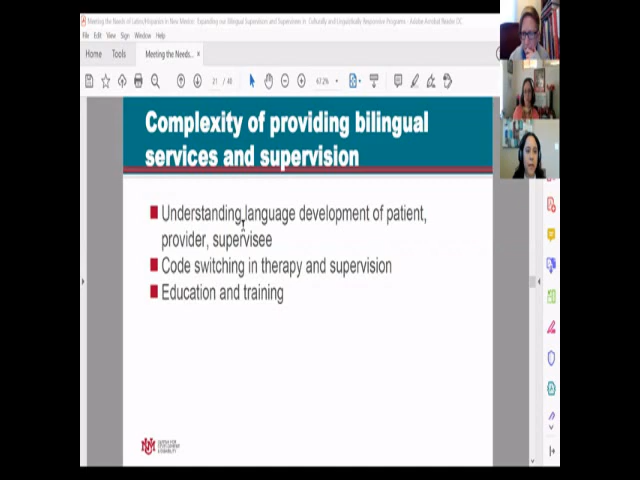 Meeting the Needs of Latinx/Hispanics in New Mexico: Expanding our Bilingual Supervisors and Supervisees in Culturally and Linguistically Responsive Programs - Adobe Acrobat Reader DC
File Edit View Sign Window Help
Home Tools Meeting the Needs... ×
21 / 40 67.2%
Complexity of providing bilingual
services and supervision
Understanding language development of patient,
provider, supervisee
Code switching in therapy and supervision
Education and training